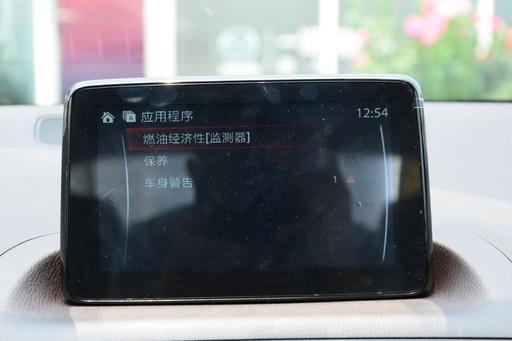 应用程序 12:54
燃油经济性[监测器]
保养
车身警告 1